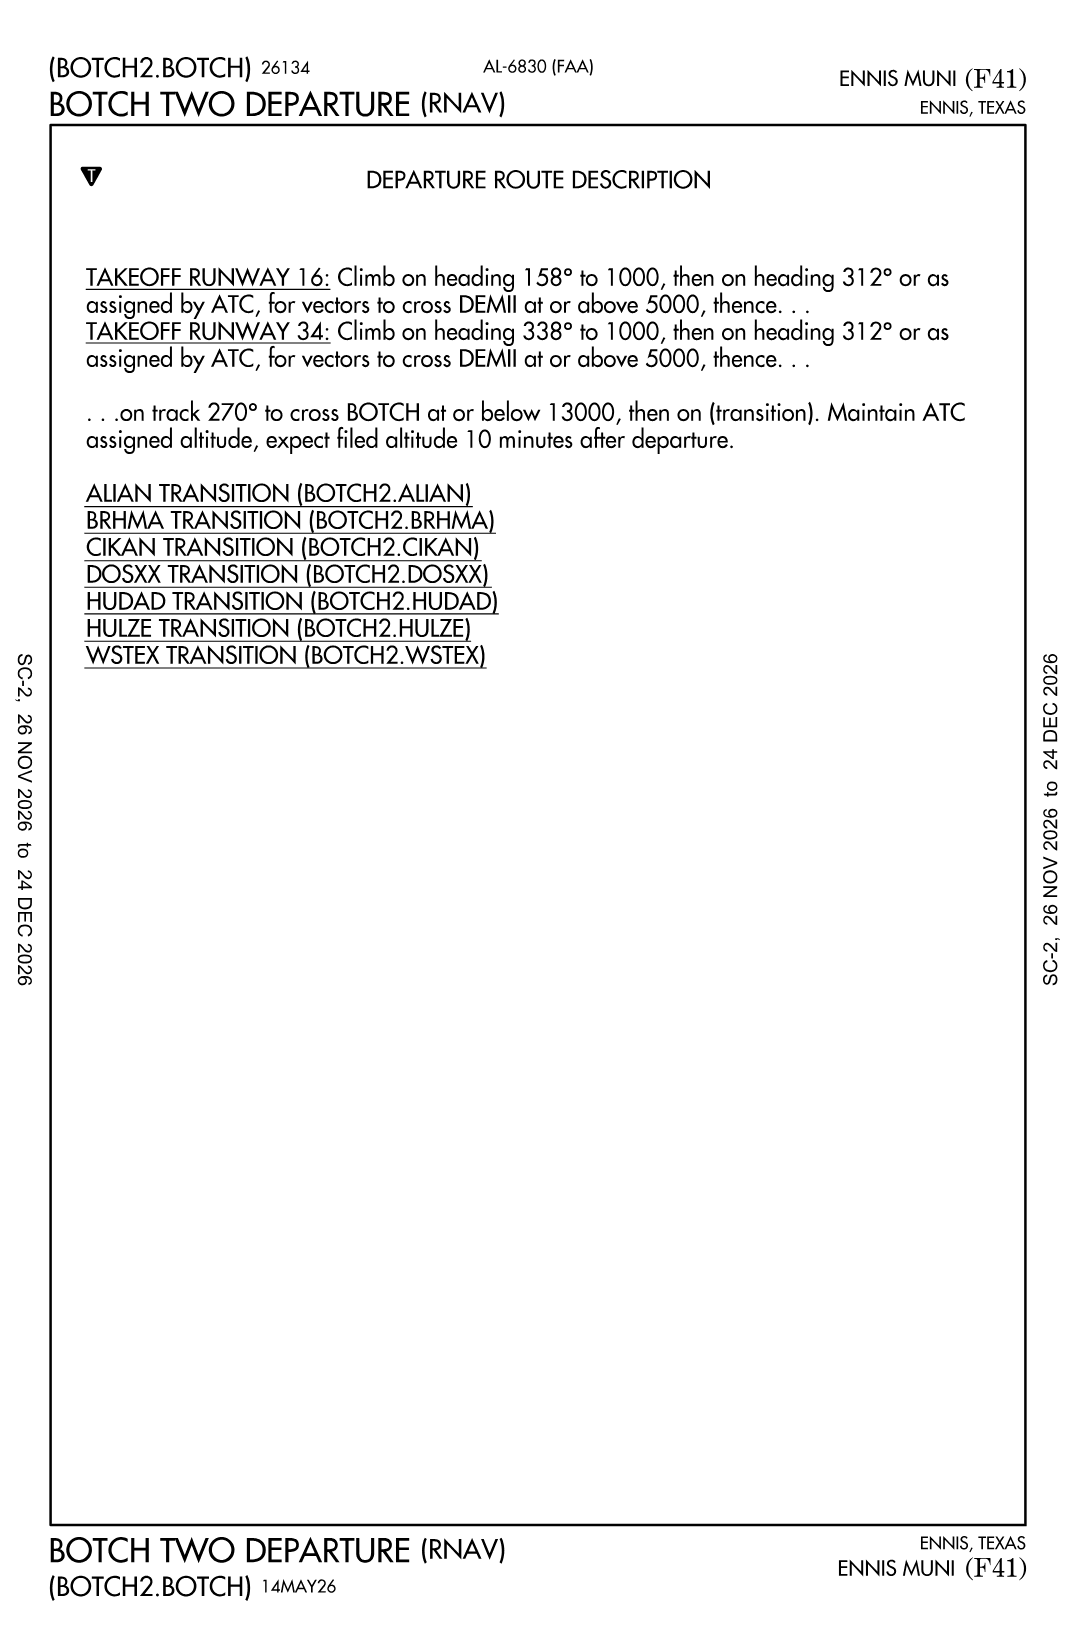 (BOTCH2.BOTCH) 26134
AL-6830 (FAA)
ENNIS MUNI (F41)
BOTCH TWO DEPARTURE (RNAV)
ENNIS, TEXAS
T
DEPARTURE ROUTE DESCRIPTION
TAKEOFF RUNWAY 16: Climb on heading 158° to 1000, then on heading 312° or as
assigned by ATC, for vectors to cross DEMII at or above 5000, thence. . .
TAKEOFF RUNWAY 34: Climb on heading 338° to 1000, then on heading 312° or as
assigned by ATC, for vectors to cross DEMII at or above 5000, thence. . .
. . .on track 270° to cross BOTCH at or below 13000, then on (transition). Maintain ATC
assigned altitude, expect filed altitude 10 minutes after departure.
ALIAN TRANSITION (BOTCH2.ALIAN)
BRHMA TRANSITION (BOTCH2.BRHMA)
CIKAN TRANSITION (BOTCH2.CIKAN)
DOSXX TRANSITION (BOTCH2.DOSXX)
HUDAD TRANSITION (BOTCH2.HUDAD)
HULZE TRANSITION (BOTCH2.HULZE)
WSTEX TRANSITION (BOTCH2.WSTEX)
SC-2, 26 NOV 2026 to 24 DEC 2026
SC-2, 26 NOV 2026 to 24 DEC 2026
BOTCH TWO DEPARTURE (RNAV)
ENNIS, TEXAS
ENNIS MUNI (F41)
(BOTCH2.BOTCH) 14MAY26